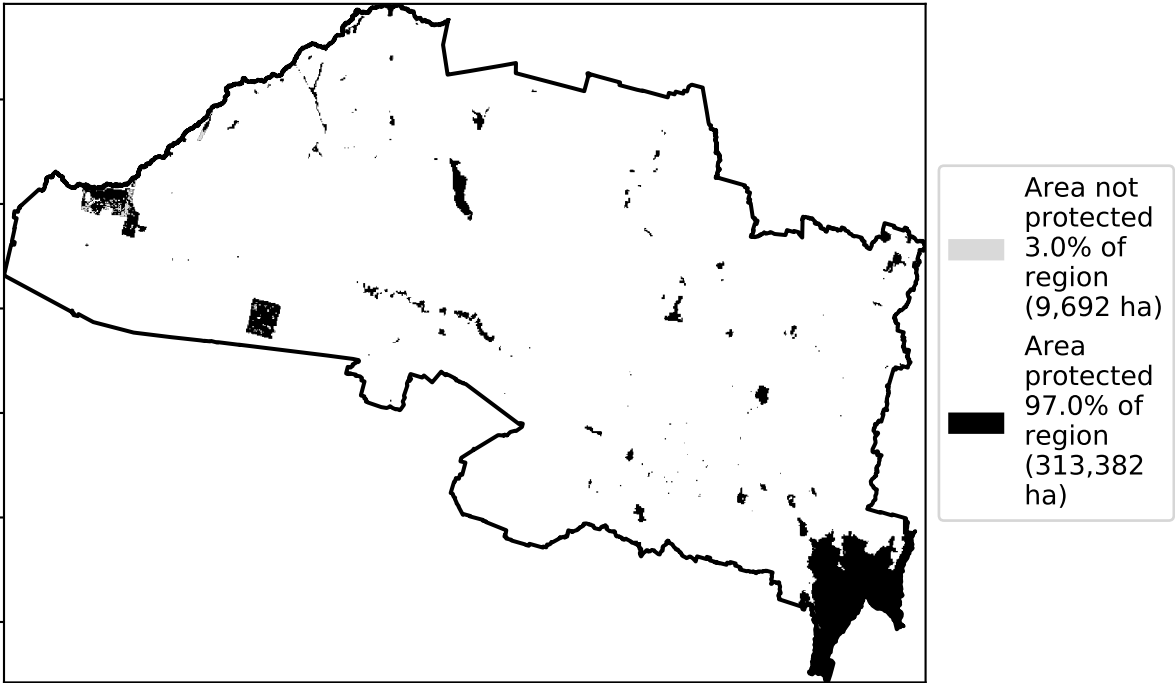 Area not
protected
3.0% of
region
(9,692 ha)
Area
protected
97.0% of
region
(313,382
ha)